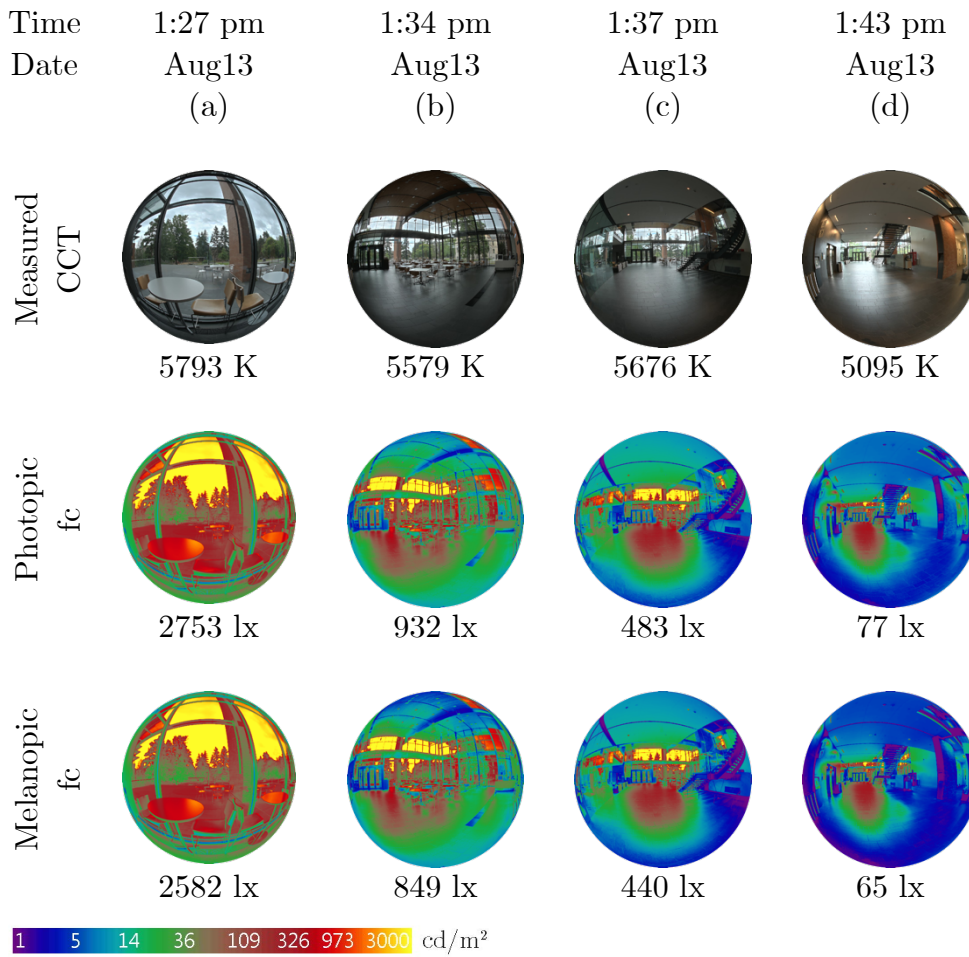 Time 1:27 pm 1:34 pm 1:37 pm 1:43 pm
Date Aug13 Aug13 Aug13 Aug13
(a) (b) (c) (d)
Measured
CCT
5793 K 5579 K 5676 K 5095 K
Photopic
fc
2753 lx 932 lx 483 lx 77 lx
Melanopic
fc
2582 lx 849 lx 440 lx 65 lx
1 5 14 36 109 326 973 3000 cd/m²